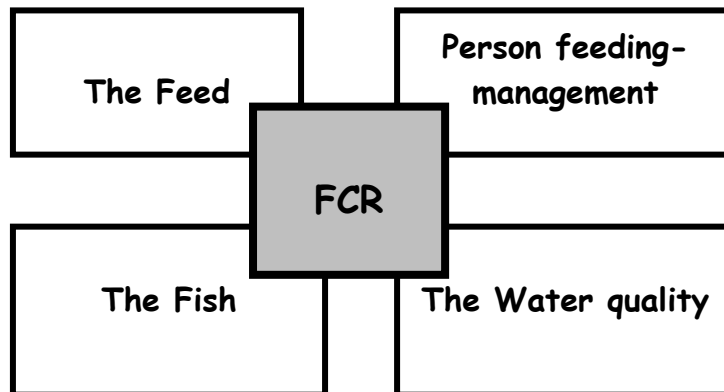 The Feed
Person feeding-
management
FCR
The Fish
The Water quality